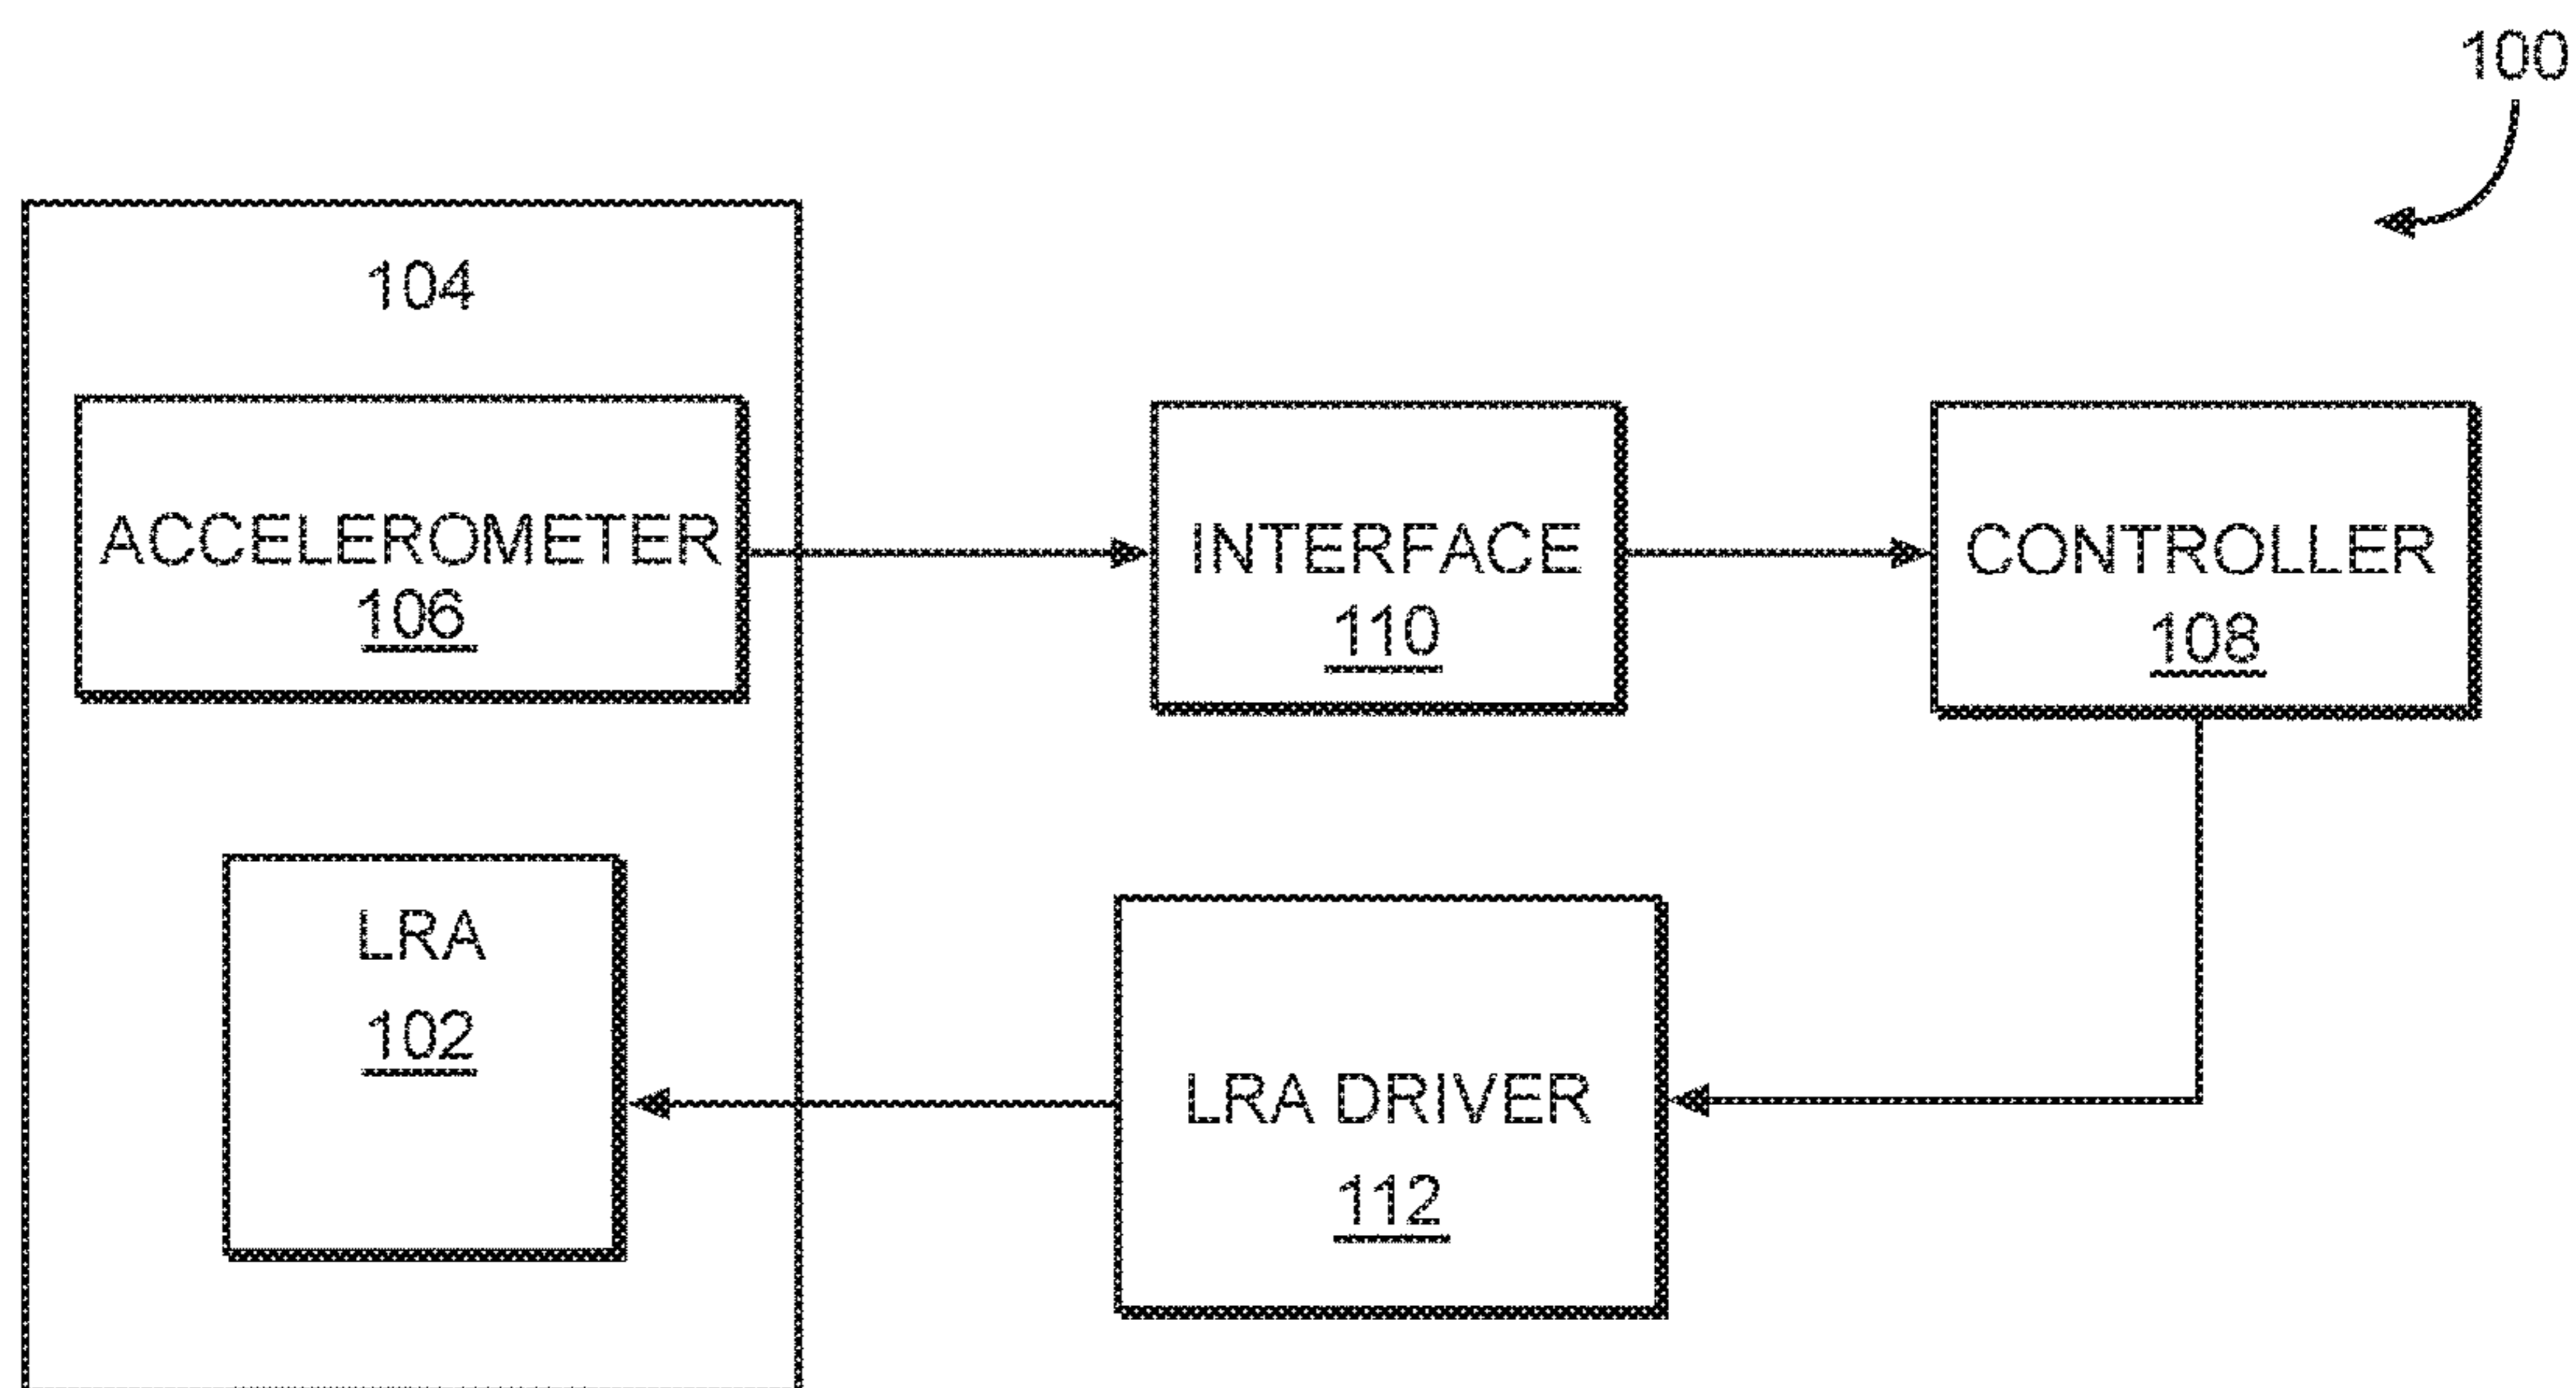 100
104
ACCELEROMETER
106
INTERFACE
110
CONTROLLER
108
LRA
102
LRA DRIVER
112